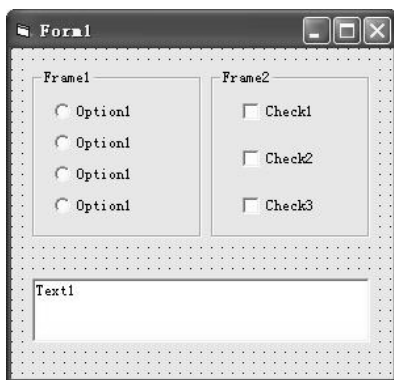 Form1
Frame1
Option1
Option1
Option1
Option1
Frame2
Check1
Check2
Check3
Text1